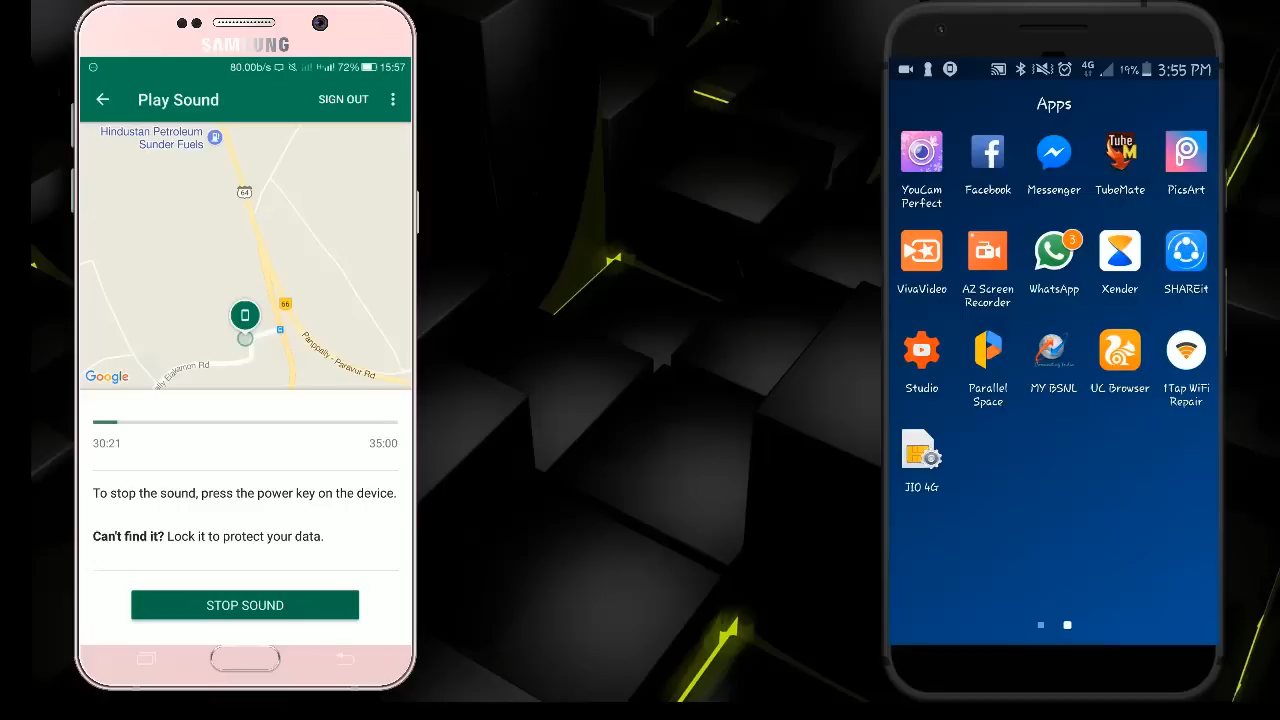 SAMSUNG
80.00b/s 72% 15:57
Play Sound SIGN OUT
Hindustan Petroleum
Sunder Fuels
64
66
Panppally - Paravur Rd
Elakamon Rd
Google
30:21 35:00
To stop the sound, press the power key on the device.
Can't find it? Lock it to protect your data.
STOP SOUND
4G 19% 3:55 PM
Apps
YouCam
Perfect
Facebook
Messenger
Tube
M
TubeMate
PicsArt
VivaVideo
AZ Screen
Recorder
3
WhatsApp
Xender
SHAREit
Studio
Parallel
Space
MY BSNL
UC Browser
1Tap WiFi
Repair
JIO 4G